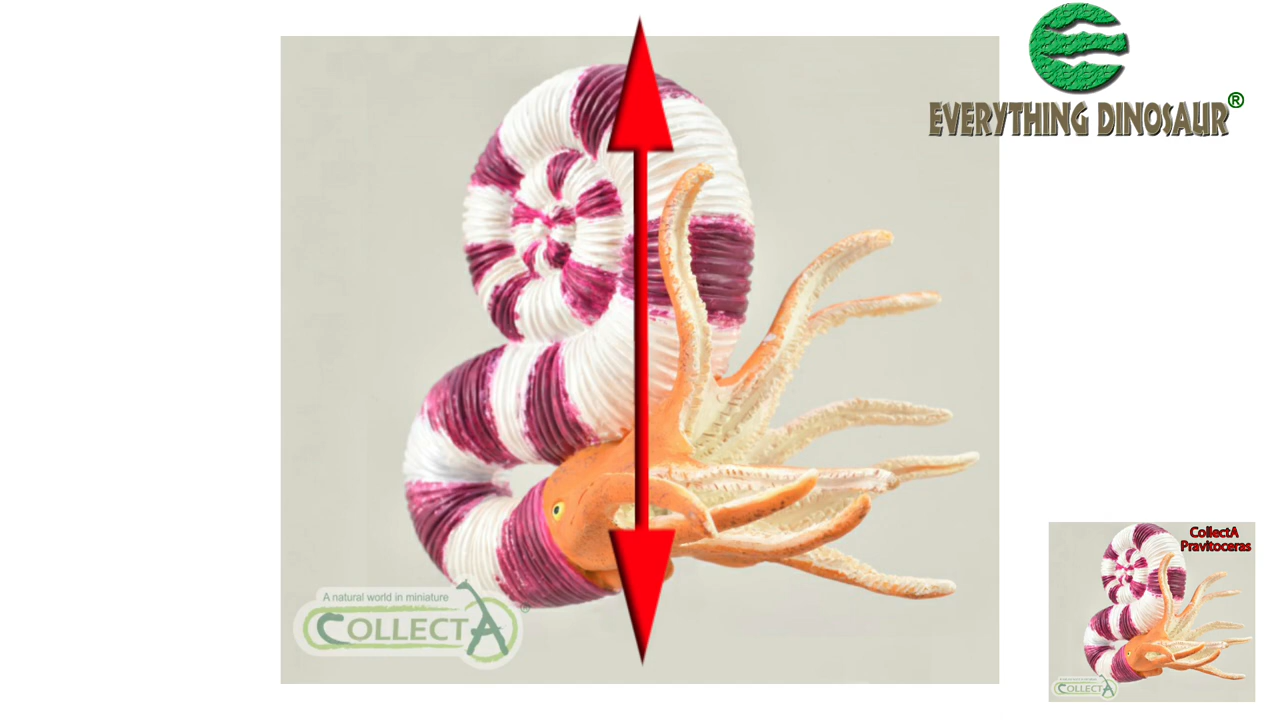 EVERYTHING DINOSAUR®
A natural world in miniature
COLLECTA®
CollectA
Pravitoceras
COLLECTA